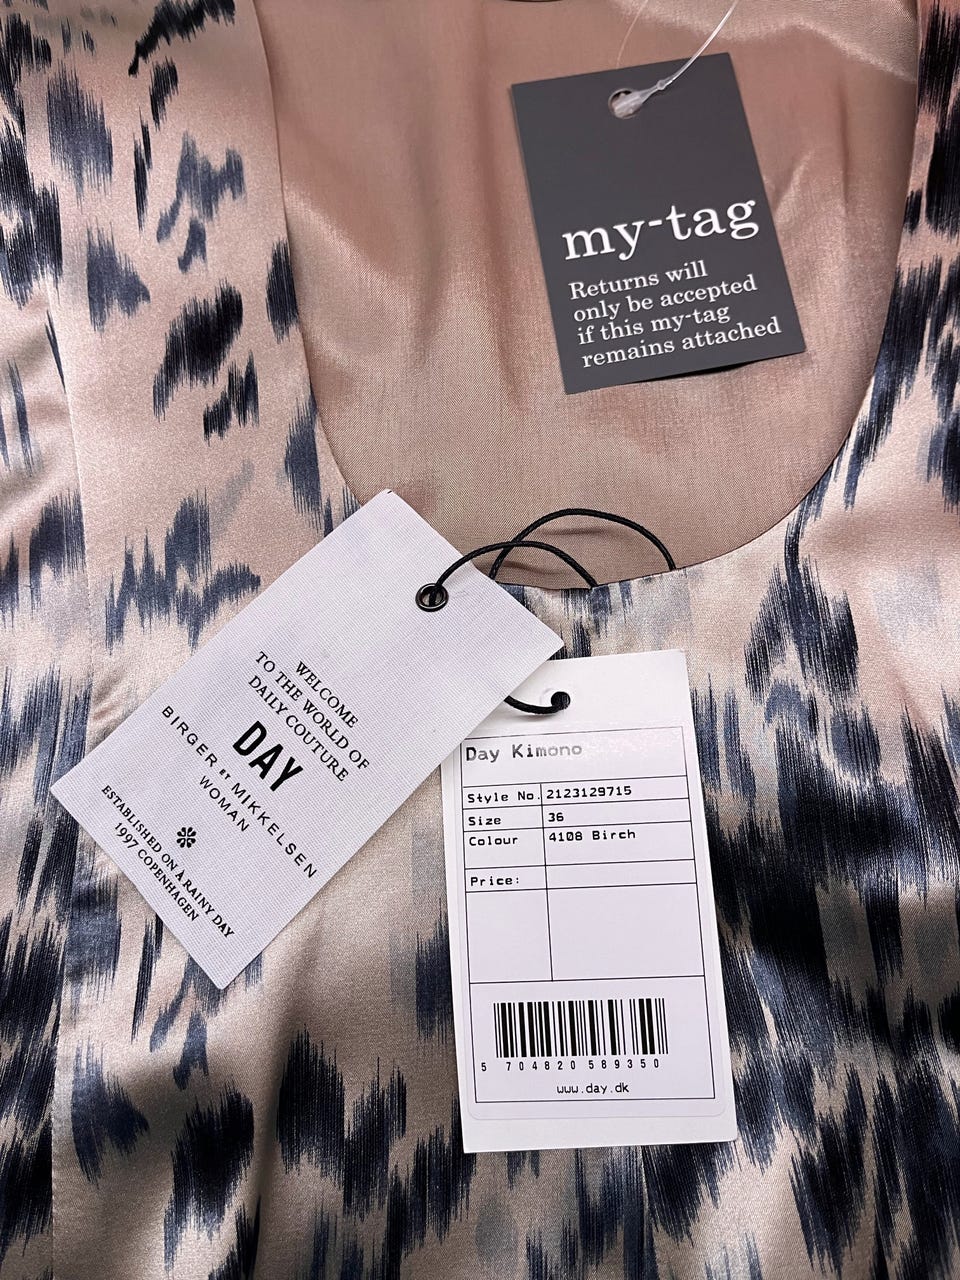 my-tag
Returns will
only be accepted
if this my-tag
remains attached
WELCOME
TO THE WORLD OF
DAILY COUTURE
DAY
BIRGER ET MIKKELSEN
WOMAN
ESTABLISHED ON A RAINY DAY
1997 COPENHAGEN
Day Kimono
Style No. 2123129715
Size 36
Colour 4108 Birch
Price:
5 704820 589350
www.day.dk